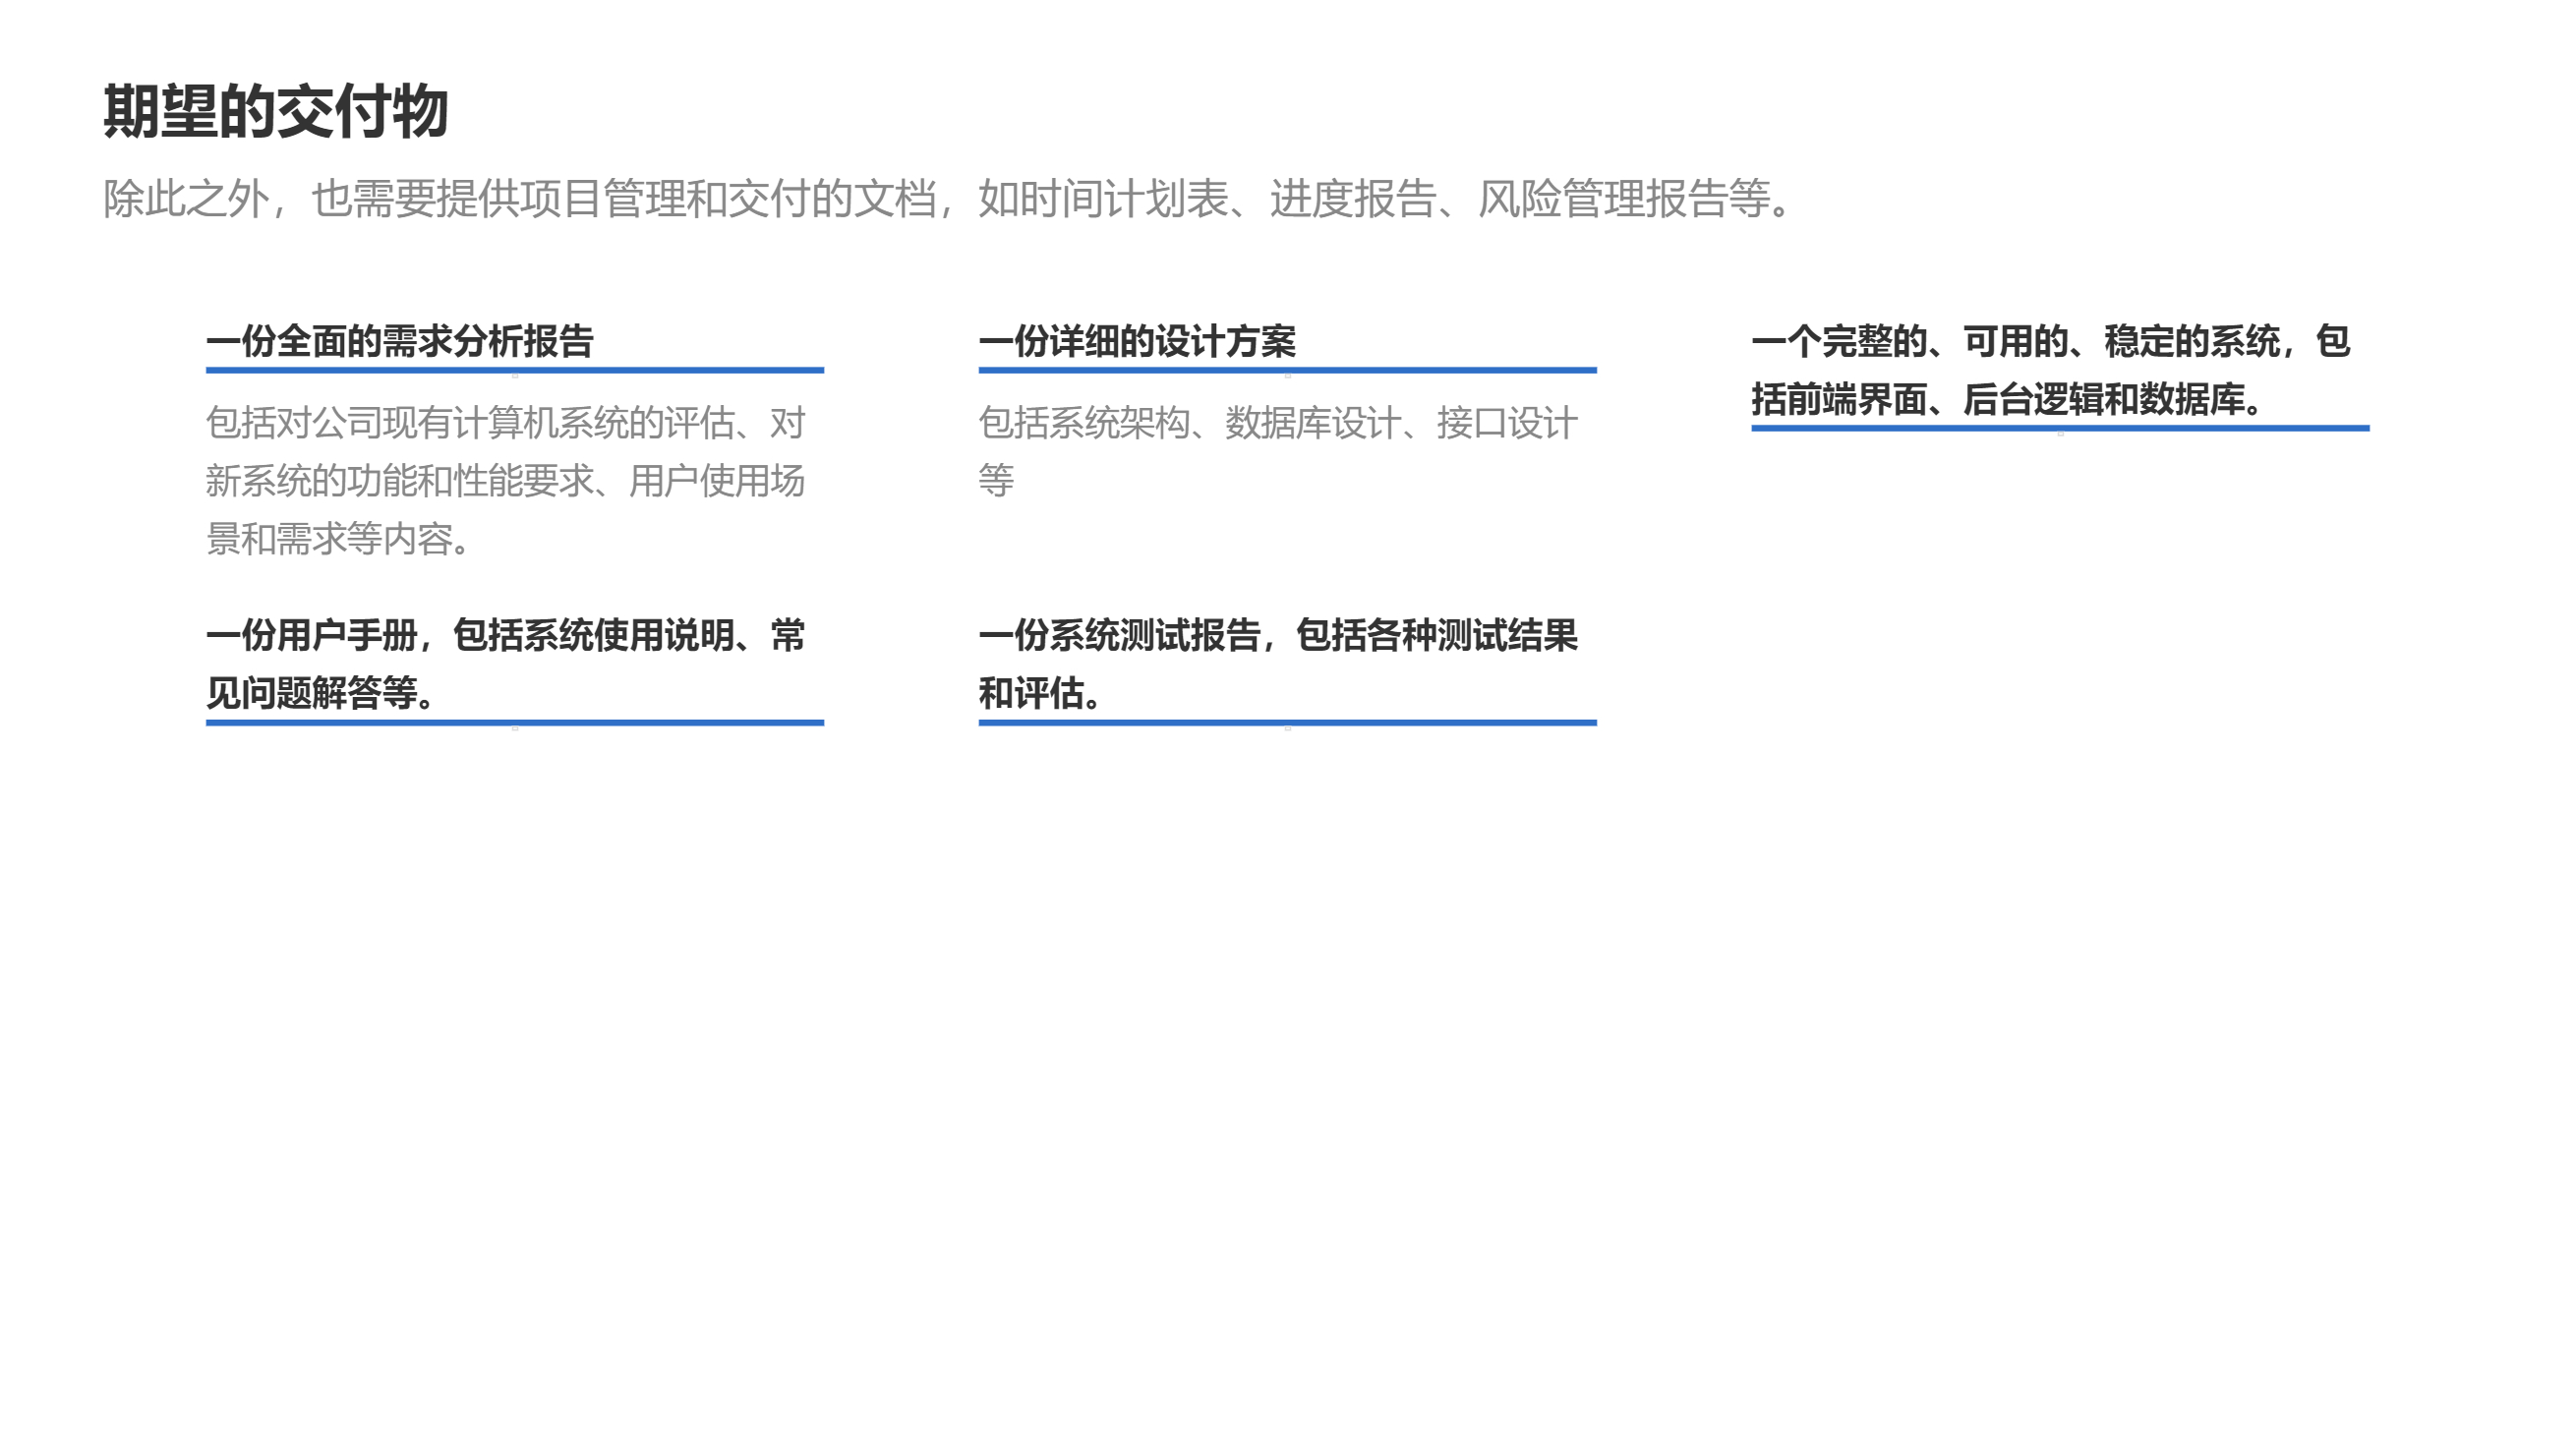 期望的交付物
除此之外，也需要提供项目管理和交付的文档，如时间计划表、进度报告、风险管理报告等。
一份全面的需求分析报告
包括对公司现有计算机系统的评估、对
新系统的功能和性能要求、用户使用场
景和需求等内容。
一份详细的设计方案
包括系统架构、数据库设计、接口设计
等
一个完整的、可用的、稳定的系统，包
括前端界面、后台逻辑和数据库。
一份用户手册，包括系统使用说明、常
见问题解答等。
一份系统测试报告，包括各种测试结果
和评估。